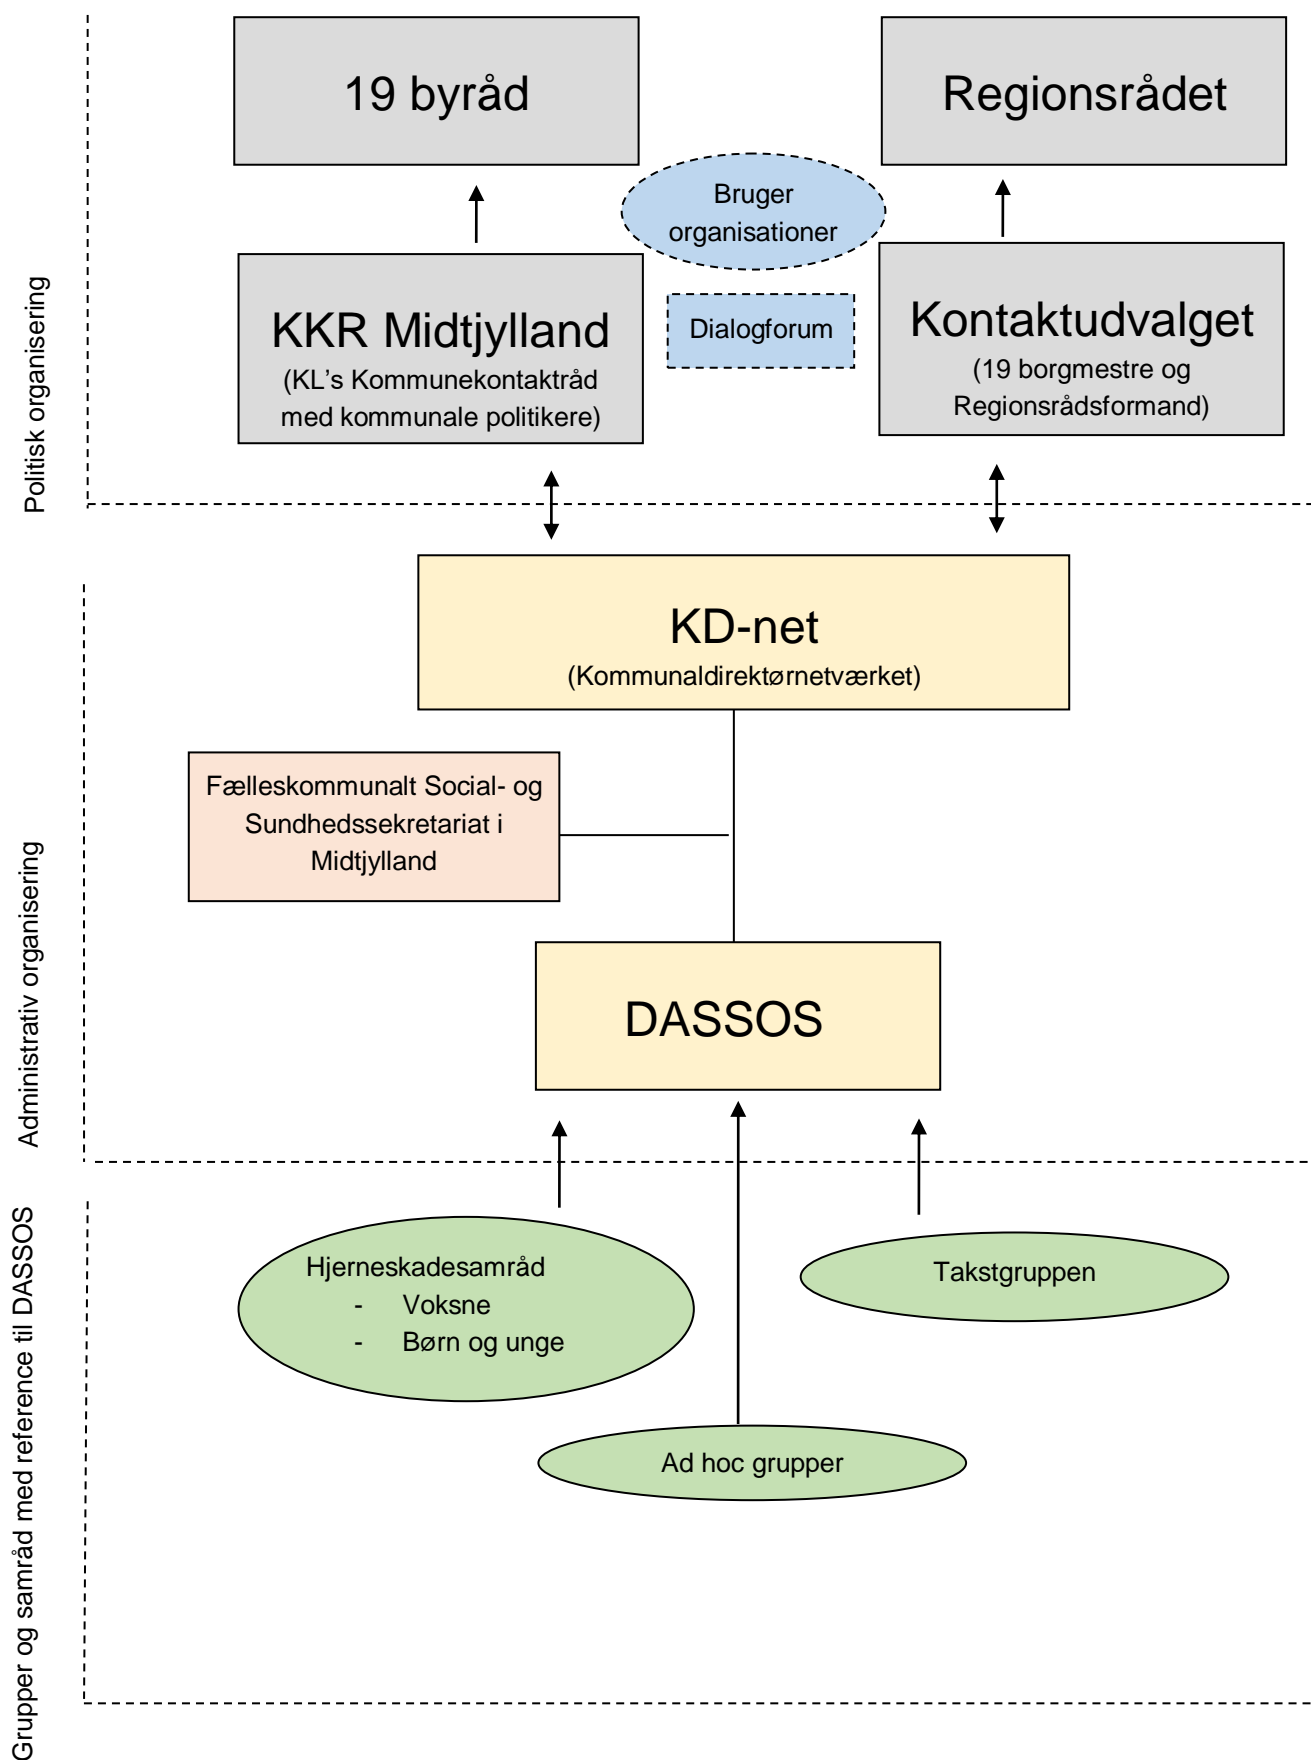 19 byråd
Regionsrådet
Bruger
organisationer
KKR Midtjylland
(KL's Kommunekontaktråd
med kommunale politikere)
Dialogforum
Kontaktudvalget
(19 borgmestre og
Regionsrådsformand)
Politisk organisering
KD-net
(Kommunaldirektørnetværket)
Fælleskommunalt Social- og
Sundhedssekretariat i
Midtjylland
DASSOS
Administrativ organisering
Hjerneskadesamråd
- Voksne
- Børn og unge
Takstgruppen
Ad hoc grupper
Grupper og samråd med reference til DASSOS